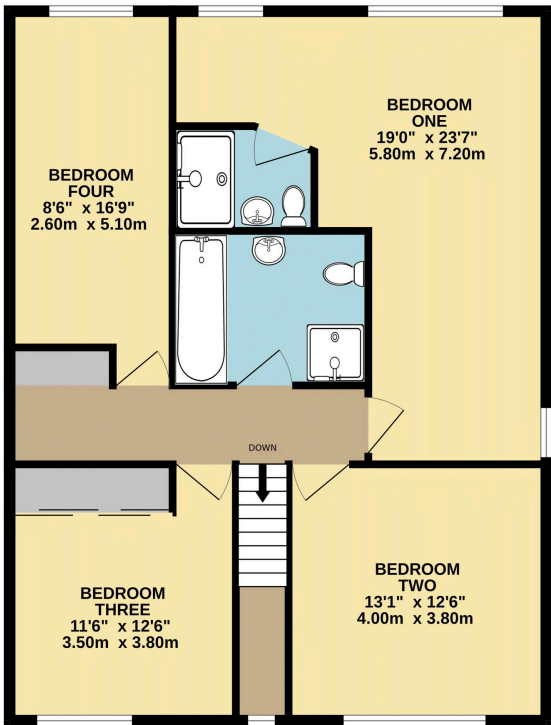 BEDROOM
ONE
19'0" x 23'7"
5.80m x 7.20m
BEDROOM
FOUR
8'6" x 16'9"
2.60m x 5.10m
DOWN
BEDROOM
THREE
11'6" x 12'6"
3.50m x 3.80m
BEDROOM
TWO
13'1" x 12'6"
4.00m x 3.80m